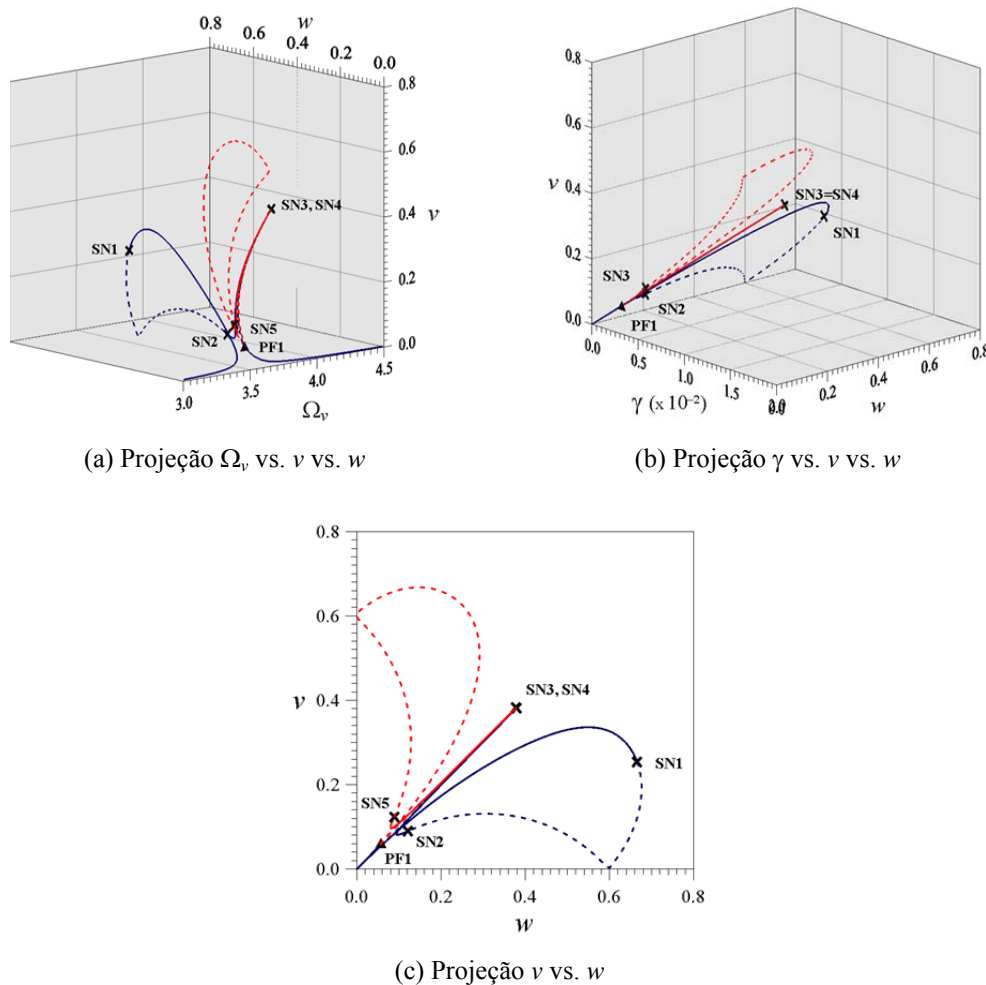 w
0.8 0.6 0.4 0.2 0.0
0.8
0.6
0.4
v
0.2
0.0
SN3, SN4
SN1
SN5
SN2
PF1
3.0 3.5 4.0 4.5
Ωv
(a) Projeção Ωv vs. v vs. w
0.8
0.6
v
0.4
0.2
0.0
SN3=SN4
SN1
SN3
SN2
PF1
0.0 0.5 1.0 1.5
γ (x 10⁻²)
0.0 0.2 0.4 0.6 0.8
w
(b) Projeção γ vs. v vs. w
0.8
0.6
v
0.4
0.2
0.0
SN3, SN4
SN1
SN5
SN2
PF1
0.0 0.2 0.4 0.6 0.8
w
(c) Projeção v vs. w